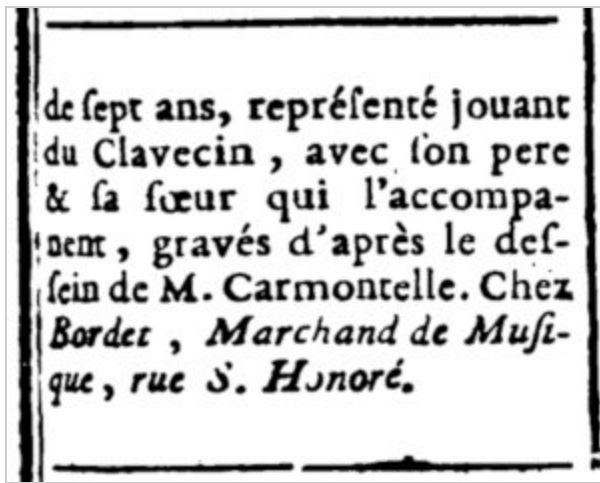 de ſept ans, repréſenté jouant
du Clavecin, avec ſon pere
& ſa ſœur qui l'accompa-
nent, gravés d'après le deſ-
ſein de M. Carmontelle. Chez
Bordet, Marchand de Muſi-
que, rue S. Honoré.